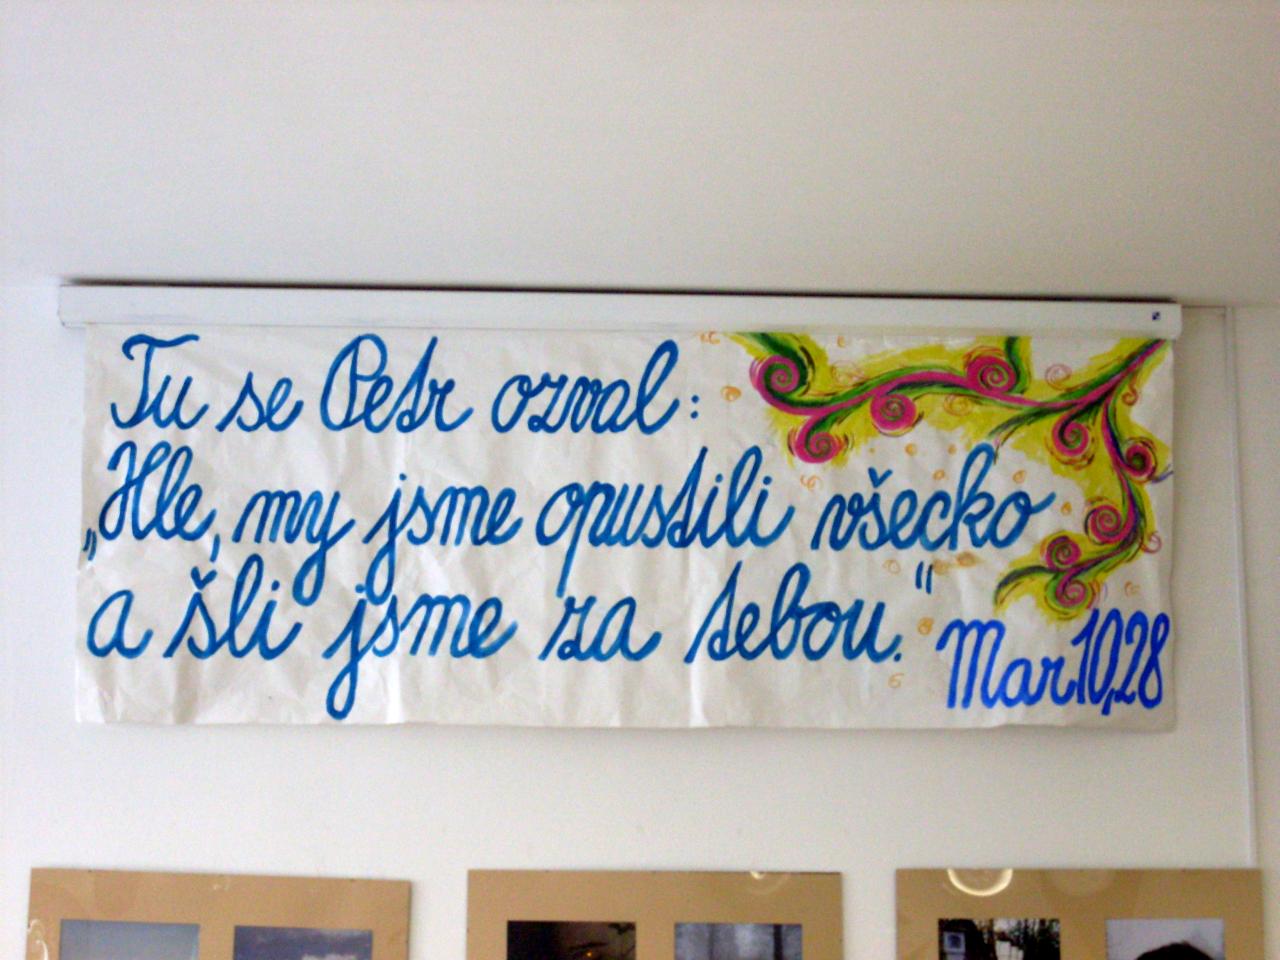 Tu se Petr ozval:
„Hle, my jsme opustili všecko
a šli jsme za tebou."
Mar 10,28